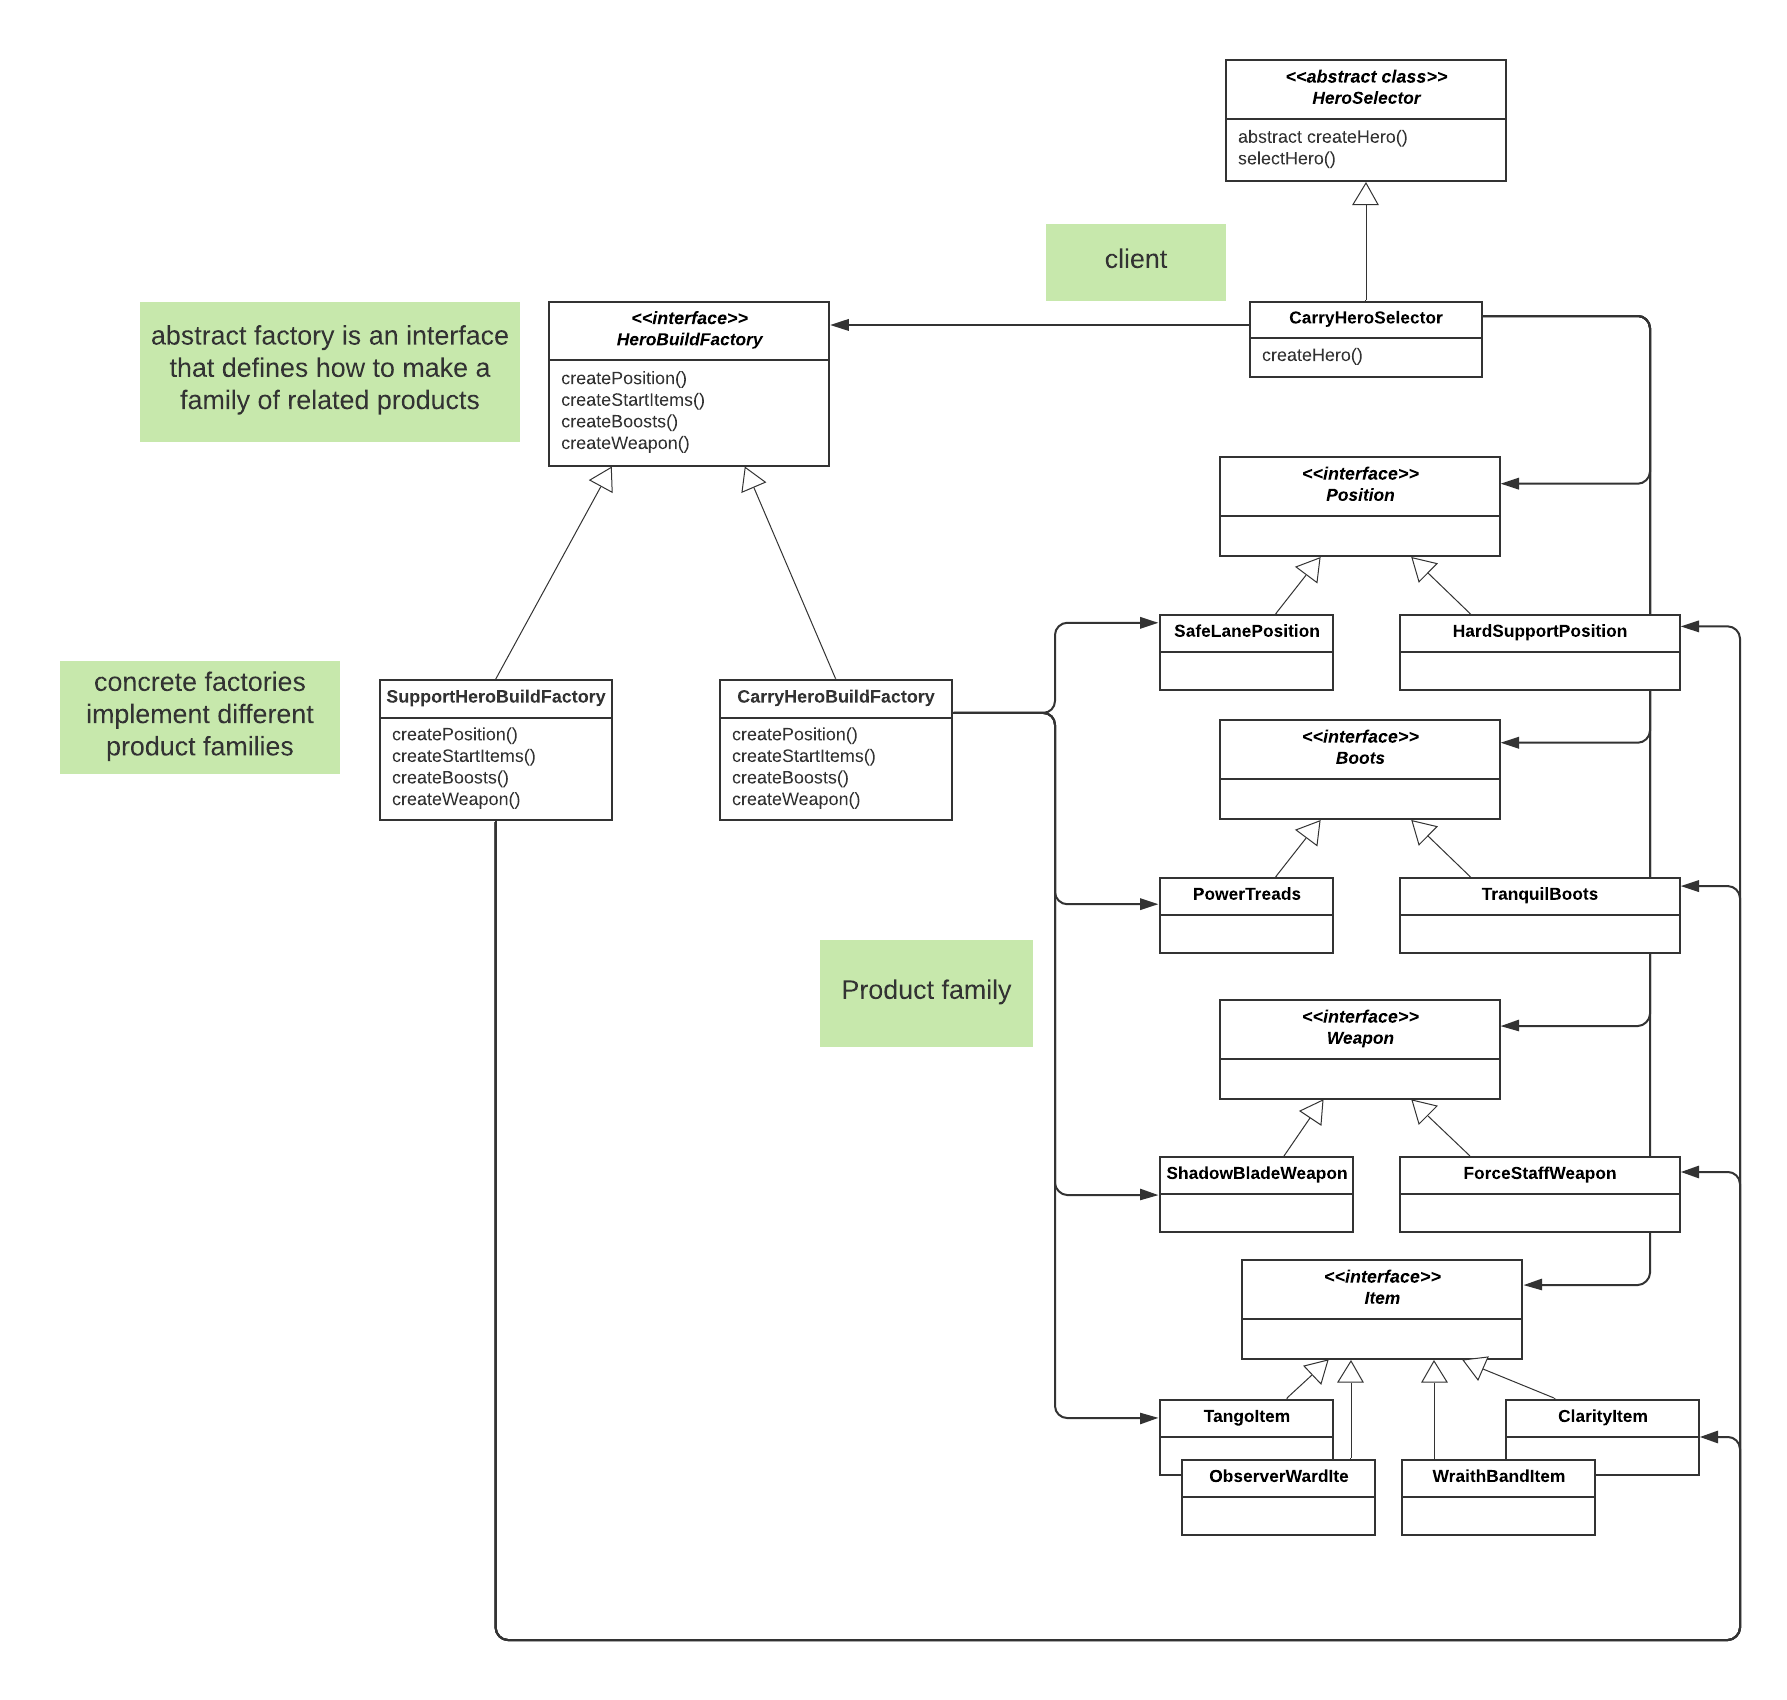 <<abstract class>>
HeroSelector
abstract createHero()
selectHero()
client
CarryHeroSelector
createHero()
abstract factory is an interface
that defines how to make a
family of related products
<<interface>>
HeroBuildFactory
createPosition()
createStartItems()
createBoosts()
createWeapon()
<<interface>>
Position
SafeLanePosition
HardSupportPosition
concrete factories
implement different
product families
SupportHeroBuildFactory
createPosition()
createStartItems()
createBoosts()
createWeapon()
CarryHeroBuildFactory
createPosition()
createStartItems()
createBoosts()
createWeapon()
<<interface>>
Boots
PowerTreads
TranquilBoots
Product family
<<interface>>
Weapon
ShadowBladeWeapon
ForceStaffWeapon
<<interface>>
Item
TangoItem
ClarityItem
ObserverWardIte
WraithBandItem